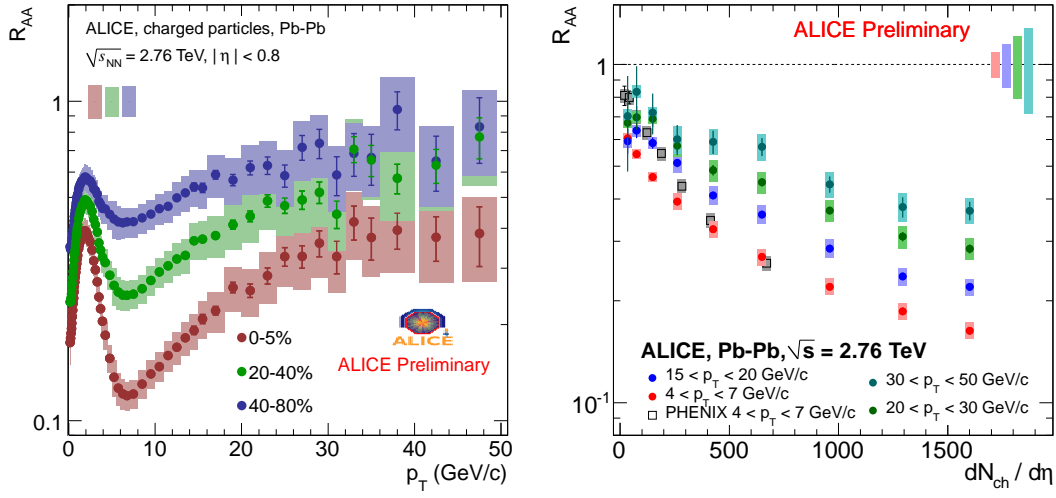 R_AA
ALICE, charged particles, Pb-Pb
√s_NN = 2.76 TeV, | η | < 0.8
1
0.1
0-5%
20-40%
40-80%
ALICE
ALICE Preliminary
0 10 20 30 40 50
p_T (GeV/c)
R_AA
ALICE Preliminary
1
10⁻¹
ALICE, Pb-Pb, √s = 2.76 TeV
15 < p_T < 20 GeV/c
4 < p_T < 7 GeV/c
PHENIX 4 < p_T < 7 GeV/c
30 < p_T < 50 GeV/c
20 < p_T < 30 GeV/c
0 500 1000 1500
dN_ch / dη